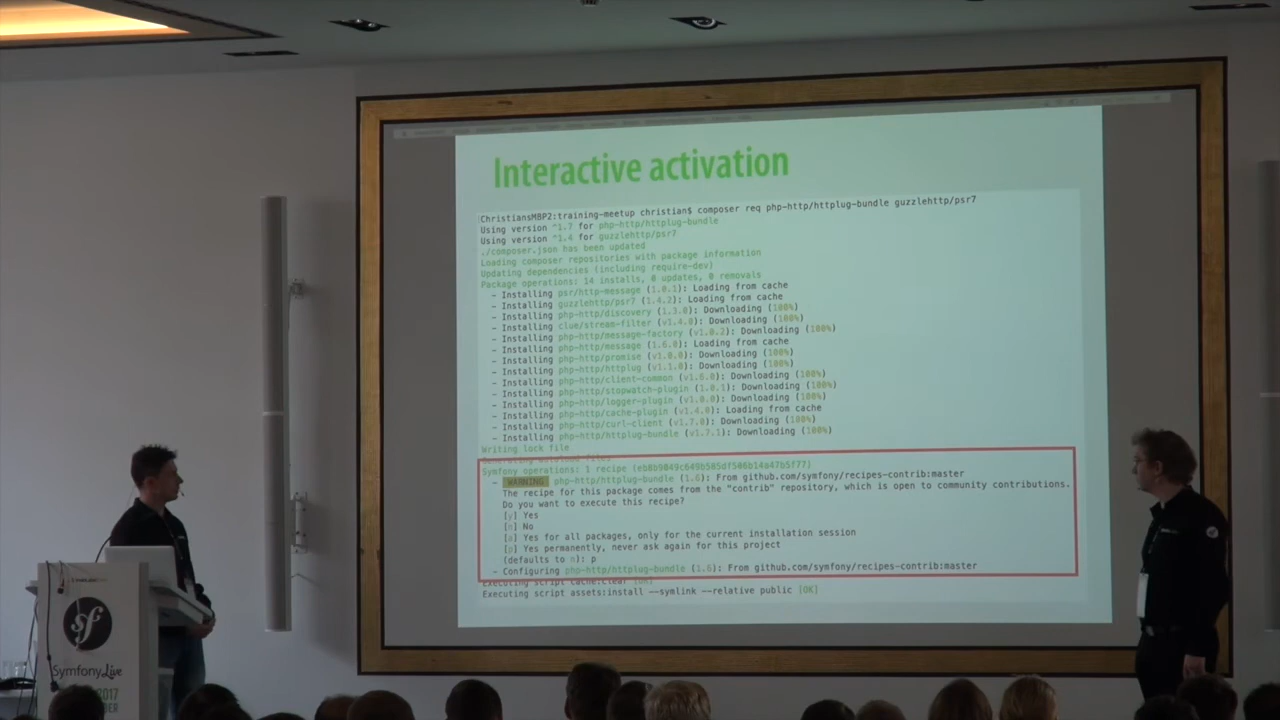 Interactive activation
ChristiansMBP2:training-meetup christian$ composer req php-http/httplug-bundle guzzlehttp/psr7
Using version ^1.7 for php-http/httplug-bundle
Using version ^1.4 for guzzlehttp/psr7
./composer.json has been updated
Loading composer repositories with package information
Updating dependencies (including require-dev)
Package operations: 14 installs, 0 updates, 0 removals
- Installing psr/http-message (1.0.1): Loading from cache
- Installing guzzlehttp/psr7 (1.4.2): Loading from cache
- Installing php-http/discovery (1.3.0): Downloading (100%)
- Installing clue/stream-filter (v1.4.0): Downloading (100%)
- Installing php-http/message-factory (v1.0.2): Downloading (100%)
- Installing php-http/message (1.6.0): Loading from cache
- Installing php-http/promise (v1.0.0): Downloading (100%)
- Installing php-http/httplug (v1.1.0): Downloading (100%)
- Installing php-http/client-common (v1.6.0): Downloading (100%)
- Installing php-http/stopwatch-plugin (1.0.1): Downloading (100%)
- Installing php-http/logger-plugin (v1.0.0): Downloading (100%)
- Installing php-http/cache-plugin (v1.4.0): Loading from cache
- Installing php-http/curl-client (v1.7.0): Downloading (100%)
- Installing php-http/httplug-bundle (v1.7.1): Downloading (100%)
Writing lock file
Generating autoload files
Symfony operations: 1 recipe
- WARNING php-http/httplug-bundle (1.6): From github.com/symfony/recipes-contrib:master
The recipe for this package comes from the "contrib" repository, which is open to community contributions.
Do you want to execute this recipe?
[y] Yes
[n] No
[a] Yes for all packages, only for the current installation session
[p] Yes permanently, never ask again for this project
(defaults to n): p
- Configuring php-http/httplug-bundle (1.6): From github.com/symfony/recipes-contrib:master
Executing script cache:clear [OK]
Executing script assets:install --symlink --relative public [OK]
sf
SymfonyLive
2017